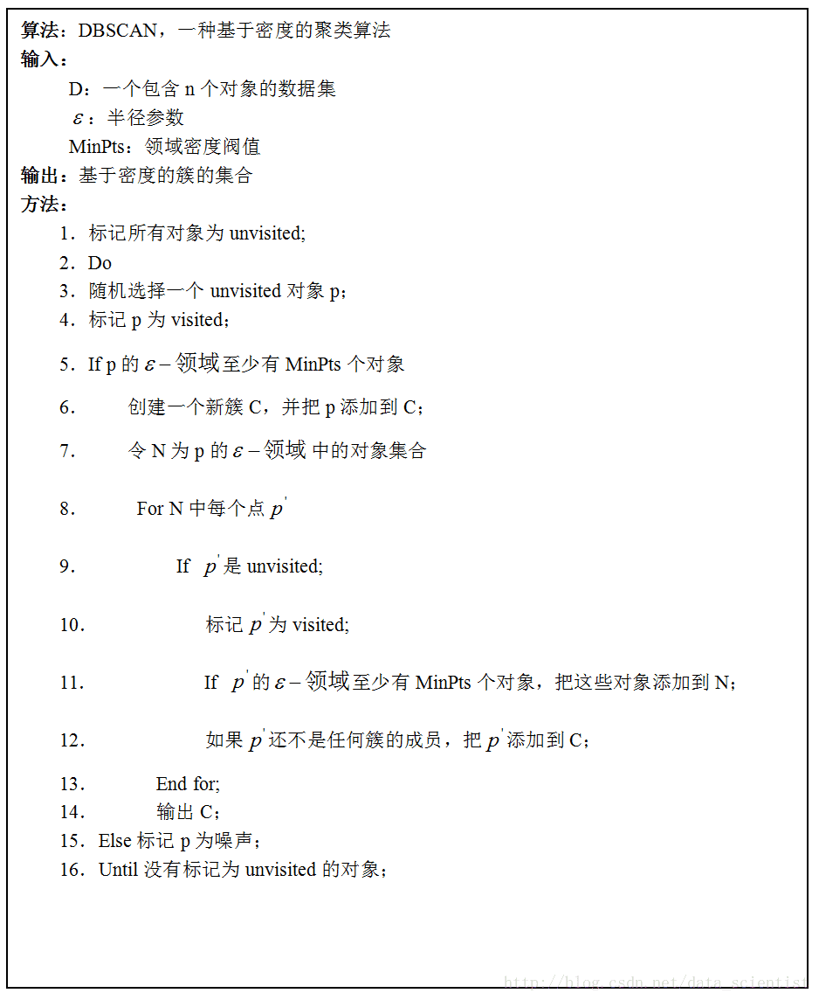 算法：DBSCAN，一种基于密度的聚类算法
输入：
D：一个包含 n 个对象的数据集
ε：半径参数
MinPts：领域密度阀值
输出：基于密度的簇的集合
方法：
1．标记所有对象为 unvisited;
2．Do
3．随机选择一个 unvisited 对象 p；
4．标记 p 为 visited；
5．If p 的 ε－领域至少有 MinPts 个对象
6． 创建一个新簇 C，并把 p 添加到 C；
7． 令 N 为 p 的 ε－领域 中的对象集合
8． For N 中每个点 p'
9． If p' 是 unvisited;
10． 标记 p' 为 visited;
11． If p' 的 ε－领域至少有 MinPts 个对象，把这些对象添加到 N；
12． 如果 p' 还不是任何簇的成员，把 p' 添加到 C；
13． End for;
14． 输出 C；
15．Else 标记 p 为噪声；
16．Until 没有标记为 unvisited 的对象；
http://blog.csdn.net/data_scientist